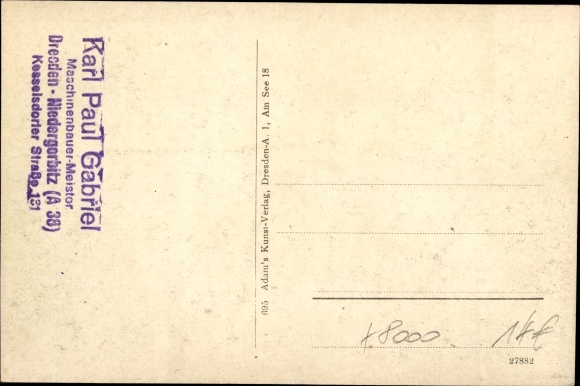 Karl Paul Gabriel
Maschinenbauer-Meister
Dresden - Niedergorbitz (A 38)
Kesselsdorfer Straße 131
695 Adam's Kunst-Verlag, Dresden-A. 1, Am See 18
+8000
27882